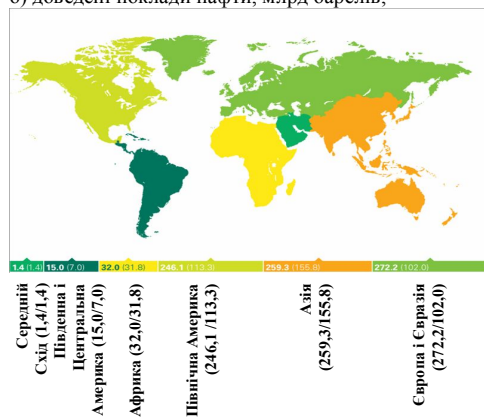 б) доведені поклади нафти, млрд барелів;
1.4 (1.4) 15.0 (7.0) 32.0 (31.8) 246.1 (113.3) 259.3 (155.8) 272.2 (102.0)
Середній
Схід (1,4/1,4)
Південна і
Центральна
Америка (15,0/7,0)
Африка (32,0/31,8)
Північна Америка
(246,1 /113,3)
Азія
(259,3/155,8)
Європа і Євразія
(272,2/102,0)